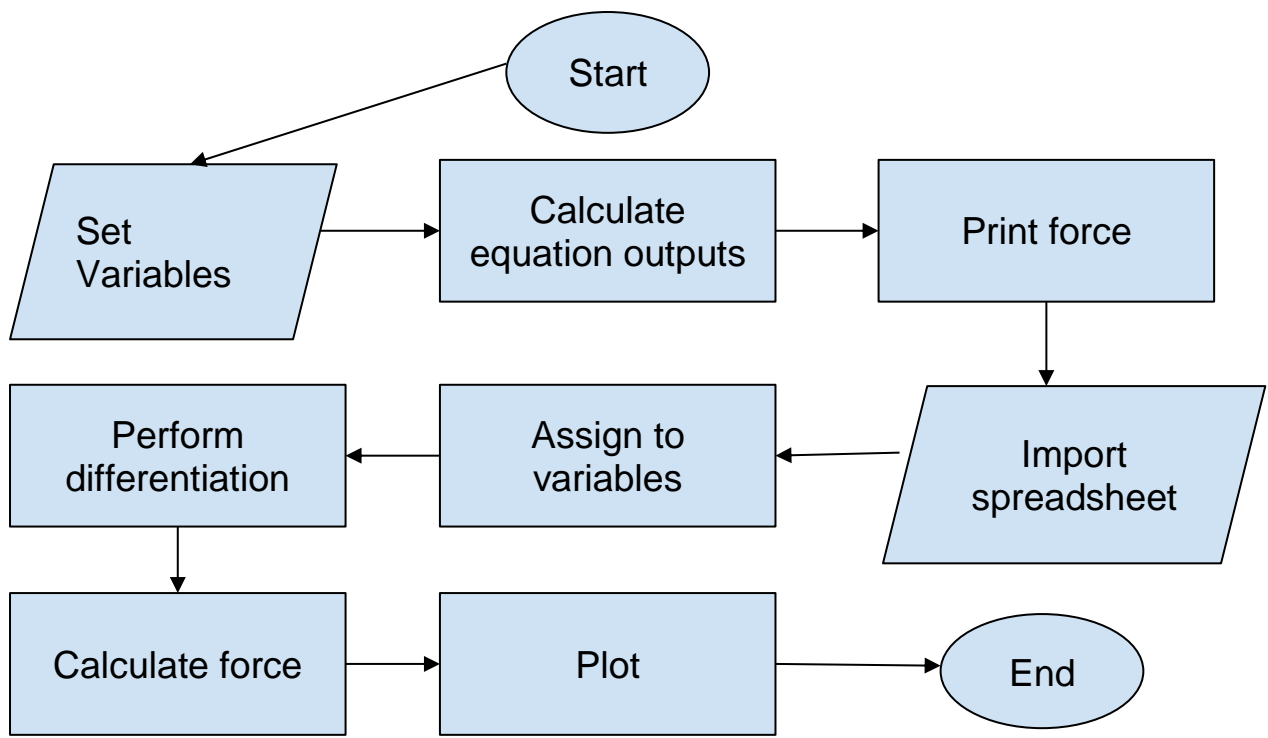 Start
Set
Variables
Calculate
equation outputs
Print force
Import
spreadsheet
Assign to
variables
Perform
differentiation
Calculate force
Plot
End